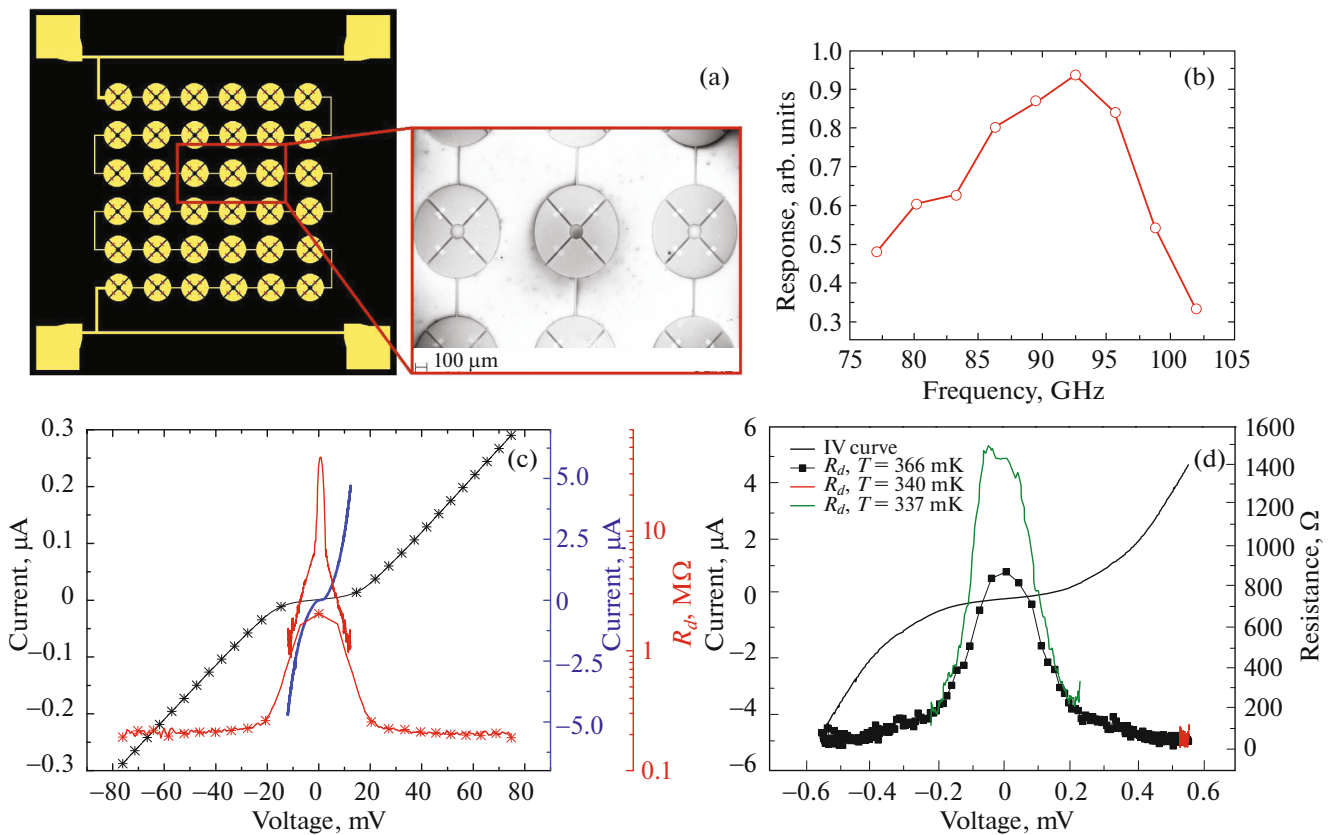 (a)
100 µm
(b)
Response, arb. units
1.0
0.9
0.8
0.7
0.6
0.5
0.4
0.3
75 80 85 90 95 100 105
Frequency, GHz
(c)
Current, µA
0.3
0.2
0.1
0
−0.1
−0.2
−0.3
−80 −60 −40 −20 0 20 40 60 80
Voltage, mV
5.0
2.5
0
−2.5
−5.0
Current, µA
10
1
0.1
R_d, MΩ
(d)
IV curve
R_d, T = 366 mK
R_d, T = 340 mK
R_d, T = 337 mK
Current, µA
6
4
2
0
−2
−4
−6
−0.6 −0.4 −0.2 0 0.2 0.4 0.6
Voltage, mV
1600
1400
1200
1000
800
600
400
200
0
Resistance, Ω